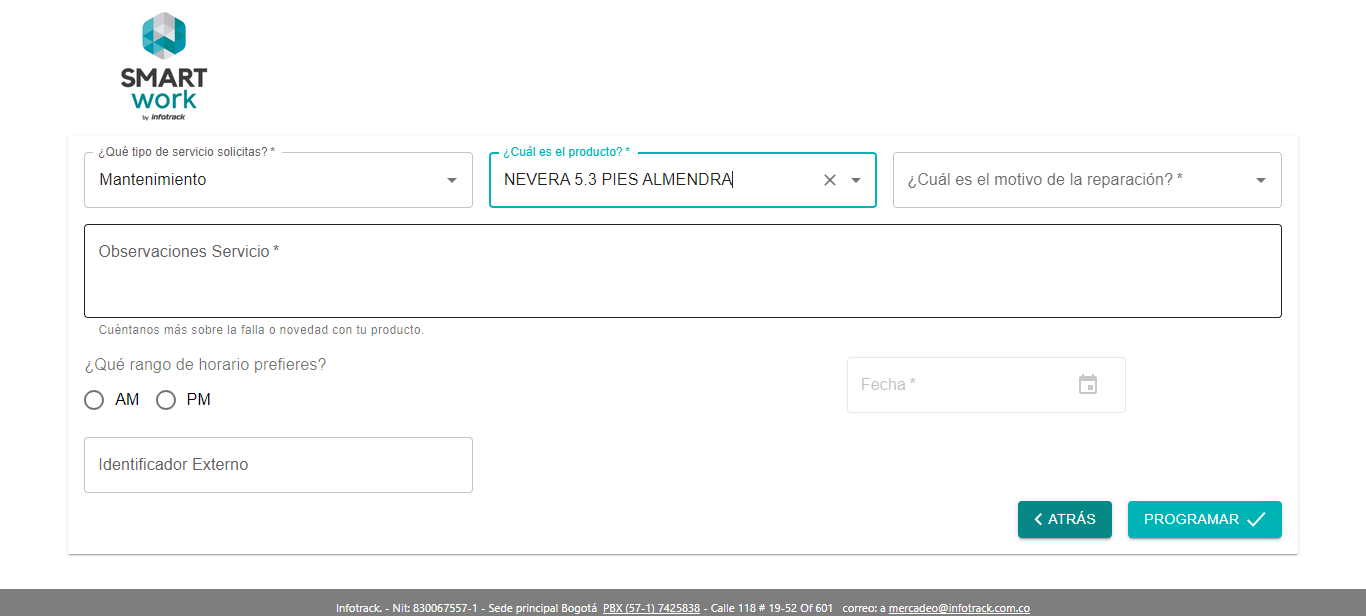 SMART
work
by infotrack
¿Qué tipo de servicio solicitas? *
Mantenimiento
¿Cuál es el producto? *
NEVERA 5.3 PIES ALMENDRA
¿Cuál es el motivo de la reparación? *
Observaciones Servicio *
Cuéntanos más sobre la falla o novedad con tu producto.
¿Qué rango de horario prefieres?
AM PM
Fecha *
Identificador Externo
ATRÁS
PROGRAMAR
Infotrack. - Nit: 830067557-1 - Sede principal Bogotá PBX (57-1) 7425838 - Calle 118 # 19-52 Of 601 correo: a mercadeo@infotrack.com.co